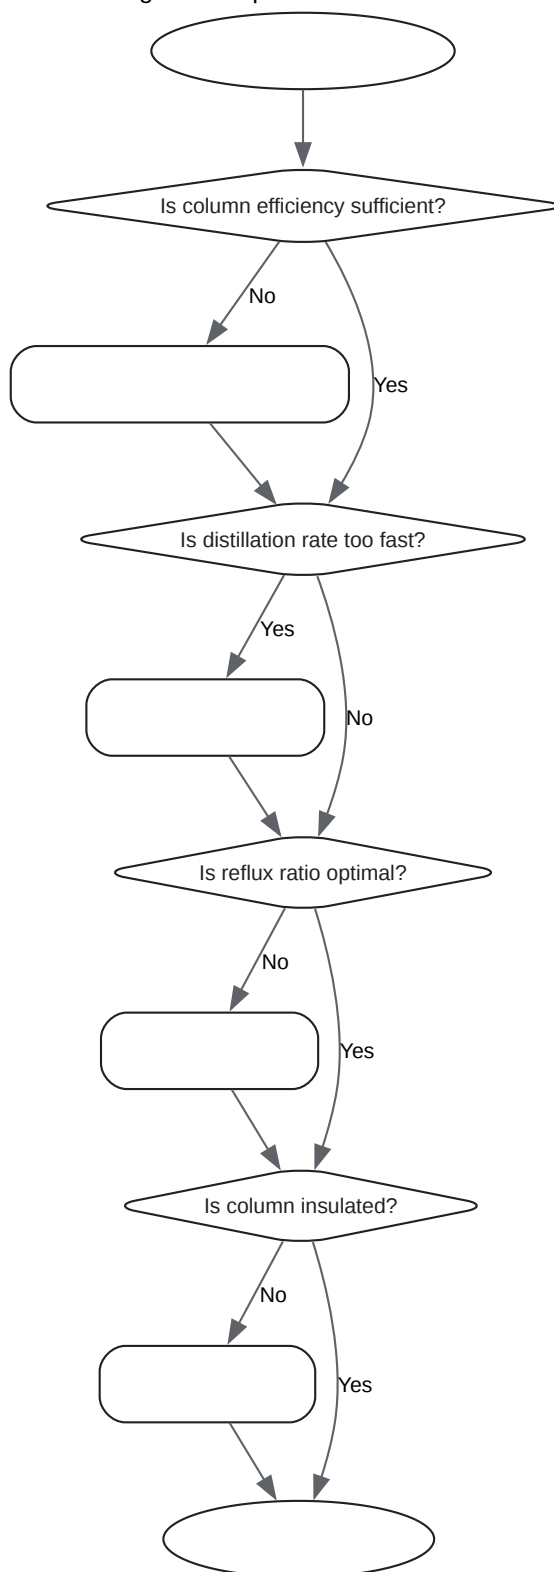 Is column efficiency sufficient?
No
Yes
Is distillation rate too fast?
Yes
No
Is reflux ratio optimal?
No
Yes
Is column insulated?
No
Yes